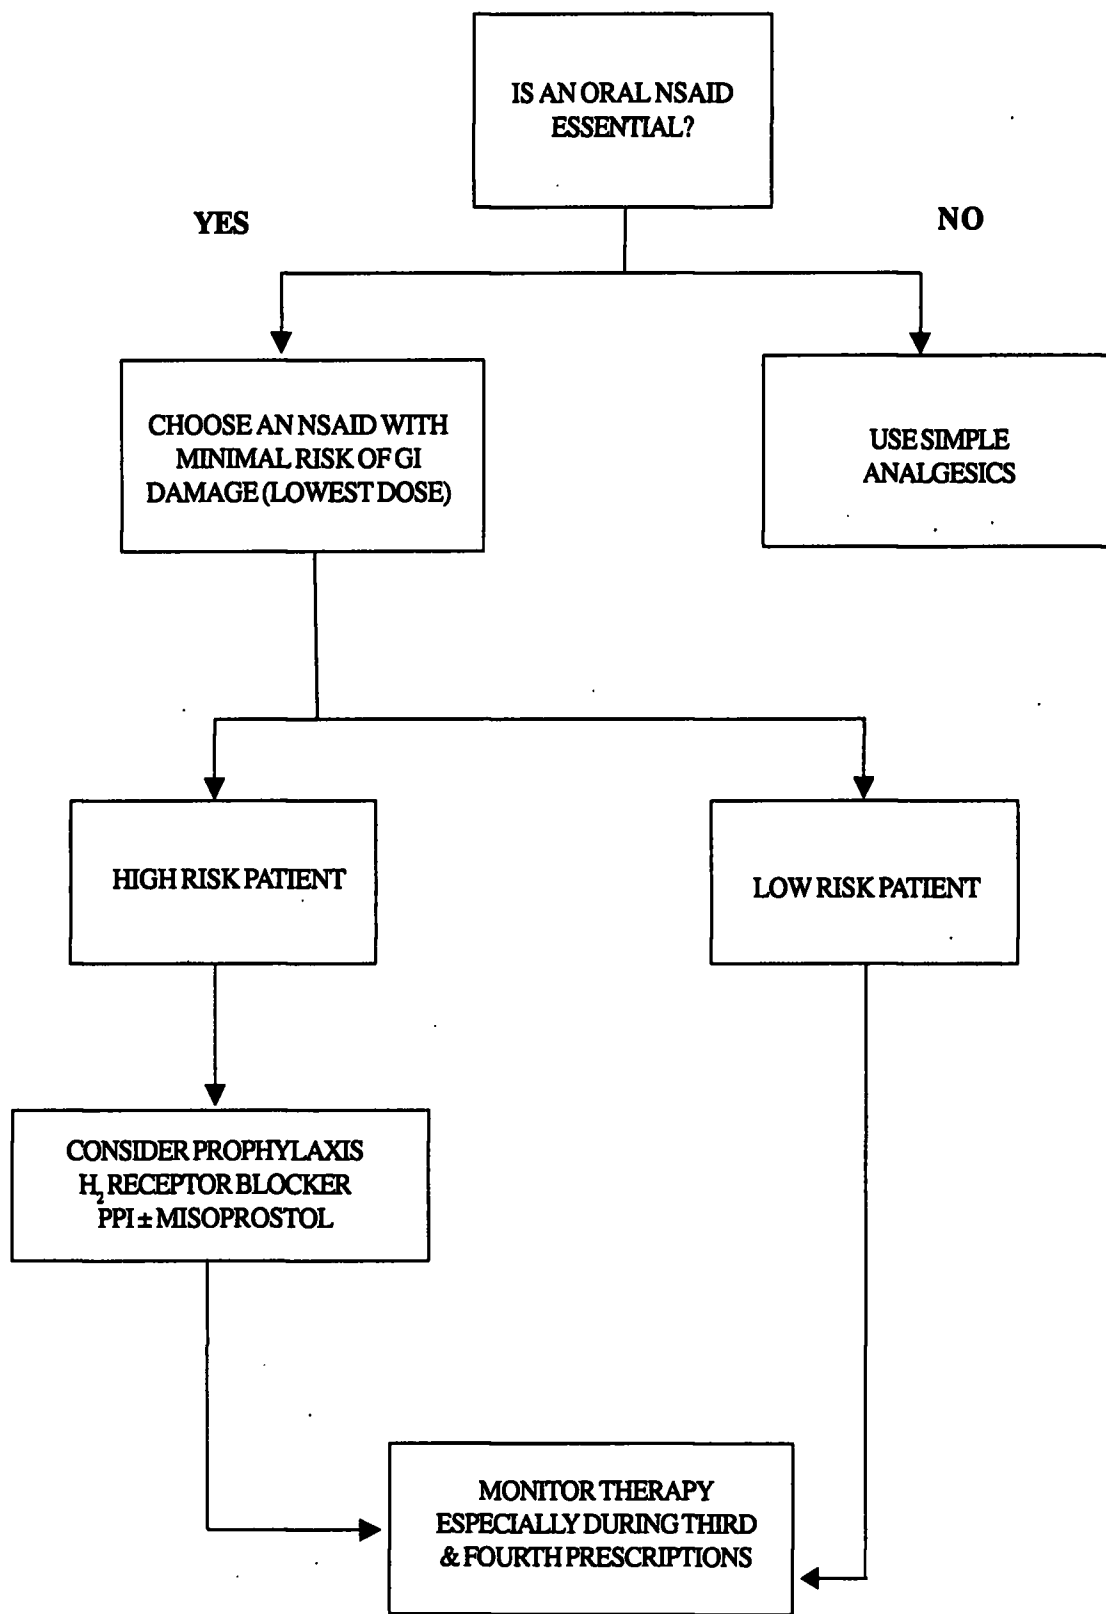 IS AN ORAL NSAID
ESSENTIAL?
YES
NO
CHOOSE AN NSAID WITH
MINIMAL RISK OF GI
DAMAGE (LOWEST DOSE)
USE SIMPLE
ANALGESICS
HIGH RISK PATIENT
LOW RISK PATIENT
CONSIDER PROPHYLAXIS
H₂ RECEPTOR BLOCKER
PPI ± MISOPROSTOL
MONITOR THERAPY
ESPECIALLY DURING THIRD
& FOURTH PRESCRIPTIONS